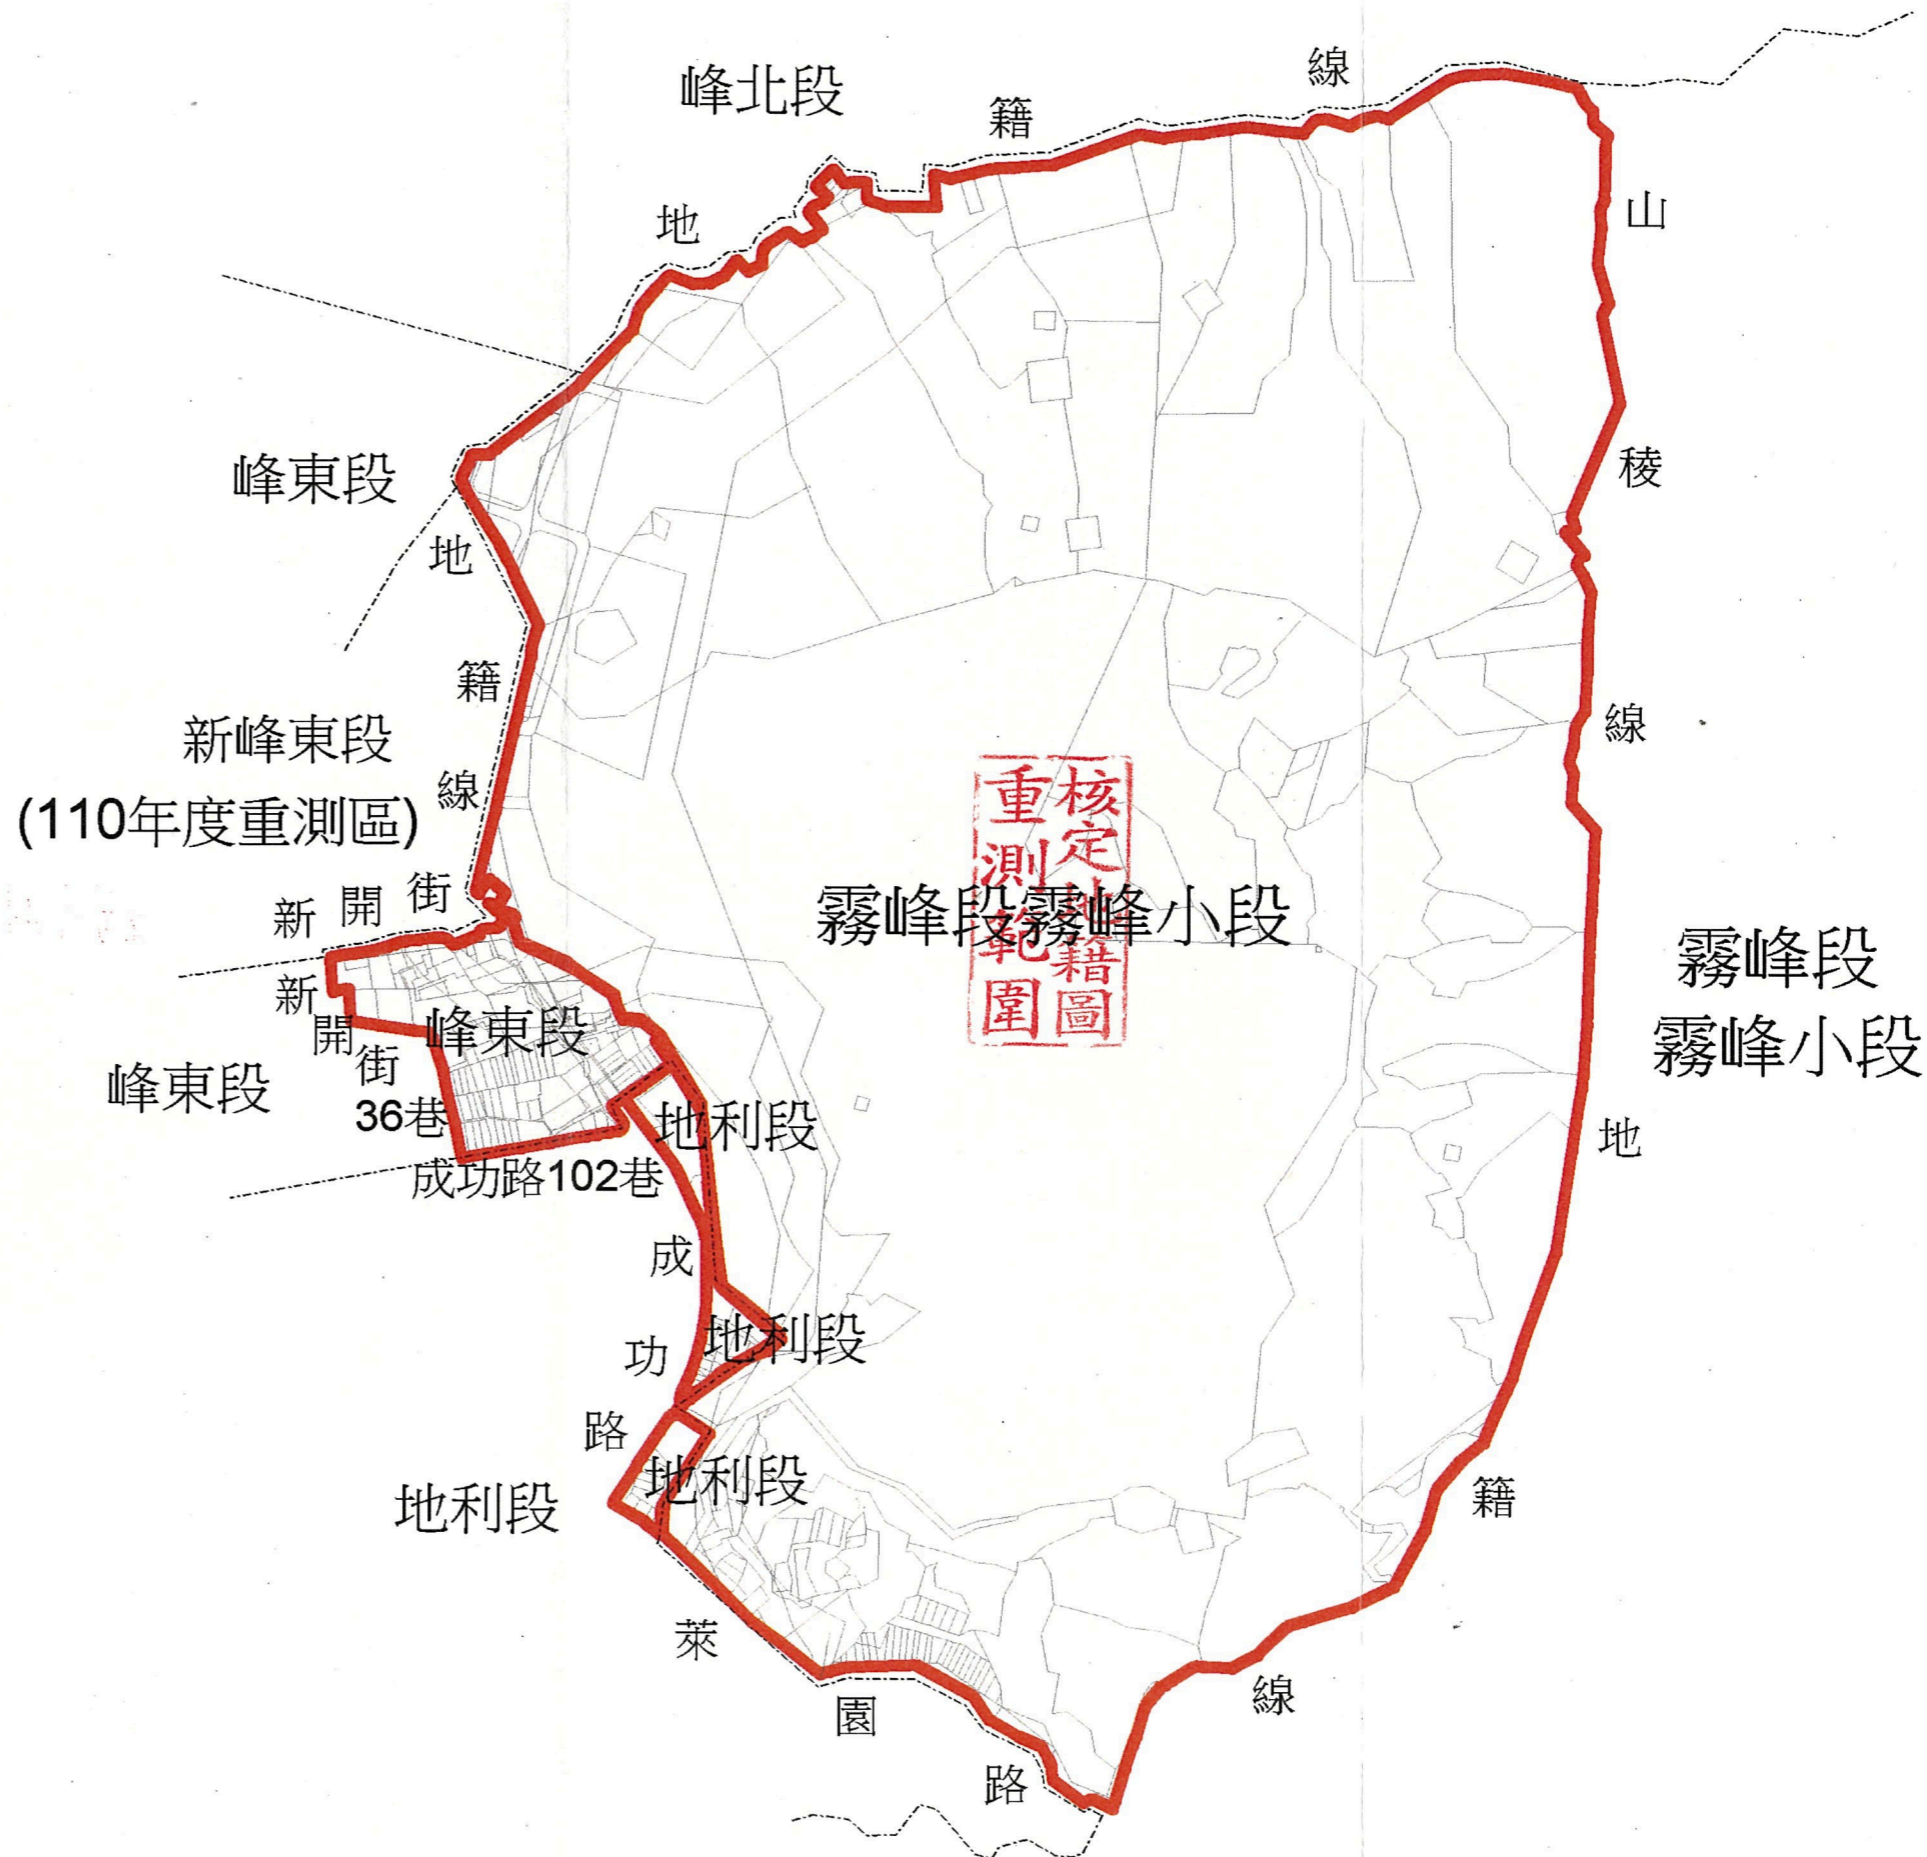 峰北段
地籍線
山稜線
峰東段
地籍線
新峰東段
(110年度重測區)
新開街
新開街
36巷
峰東段
峰東段
成功路102巷
地利段
成功路
地利段
地利段
地利段
霧峰段霧峰小段
核定地籍圖
重測範圍
霧峰段
霧峰小段
地籍線
萊園路